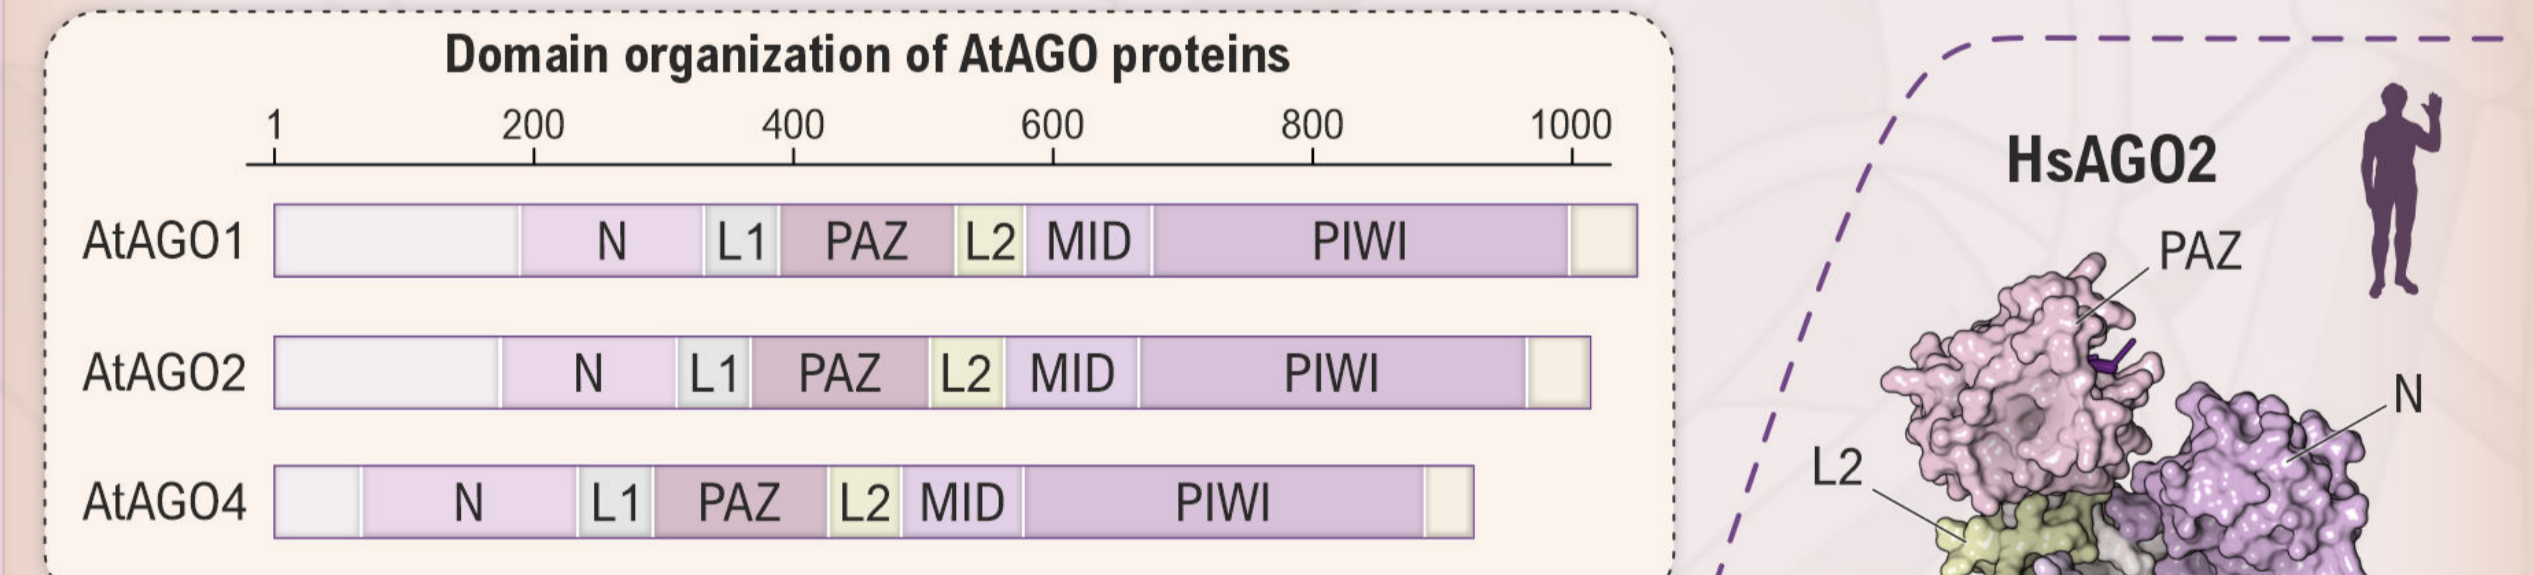 Domain organization of AtAGO proteins
1 200 400 600 800 1000
AtAGO1 N L1 PAZ L2 MID PIWI
AtAGO2 N L1 PAZ L2 MID PIWI
AtAGO4 N L1 PAZ L2 MID PIWI
HsAGO2
PAZ
N
L2